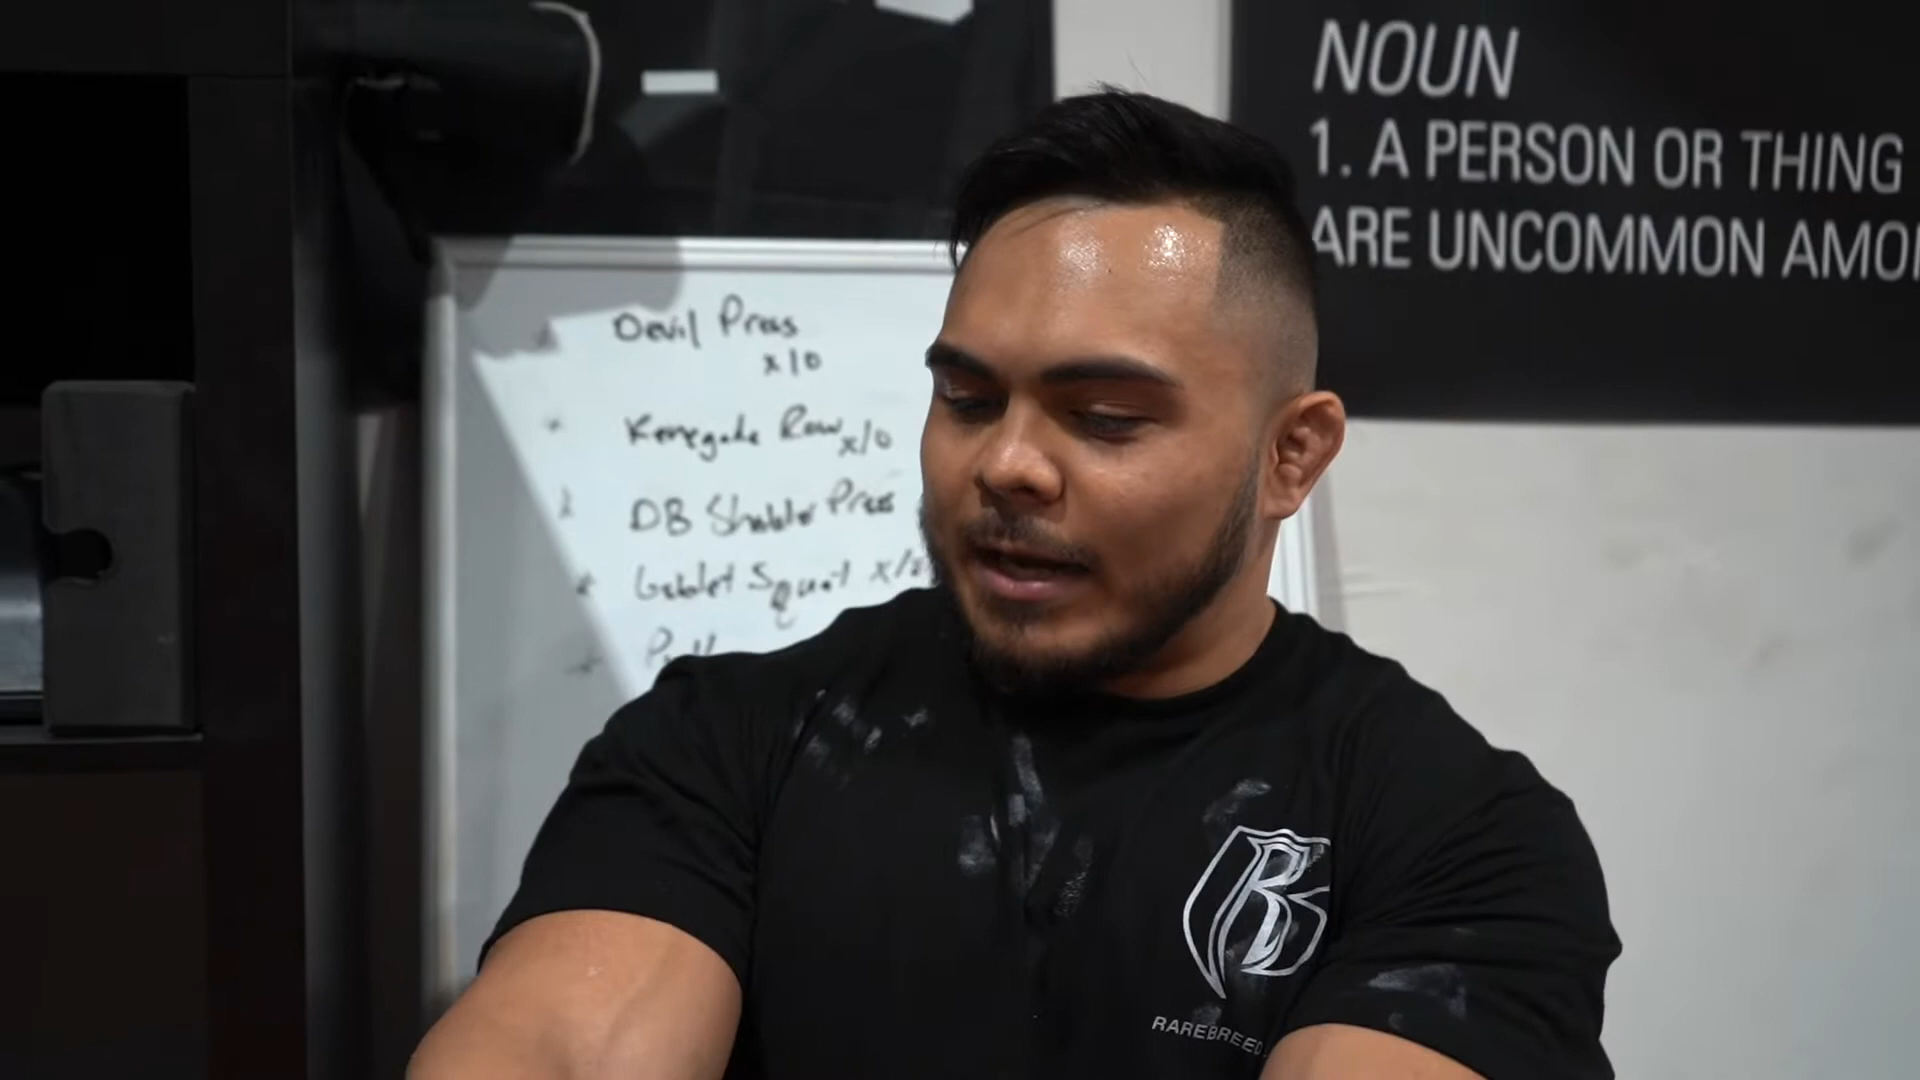 NOUN
1. A PERSON OR THING
ARE UNCOMMON AMO
Devil Press
x10
Renegade Row x10
DB Shoulder Press
Goblet Squat
RAREBREED